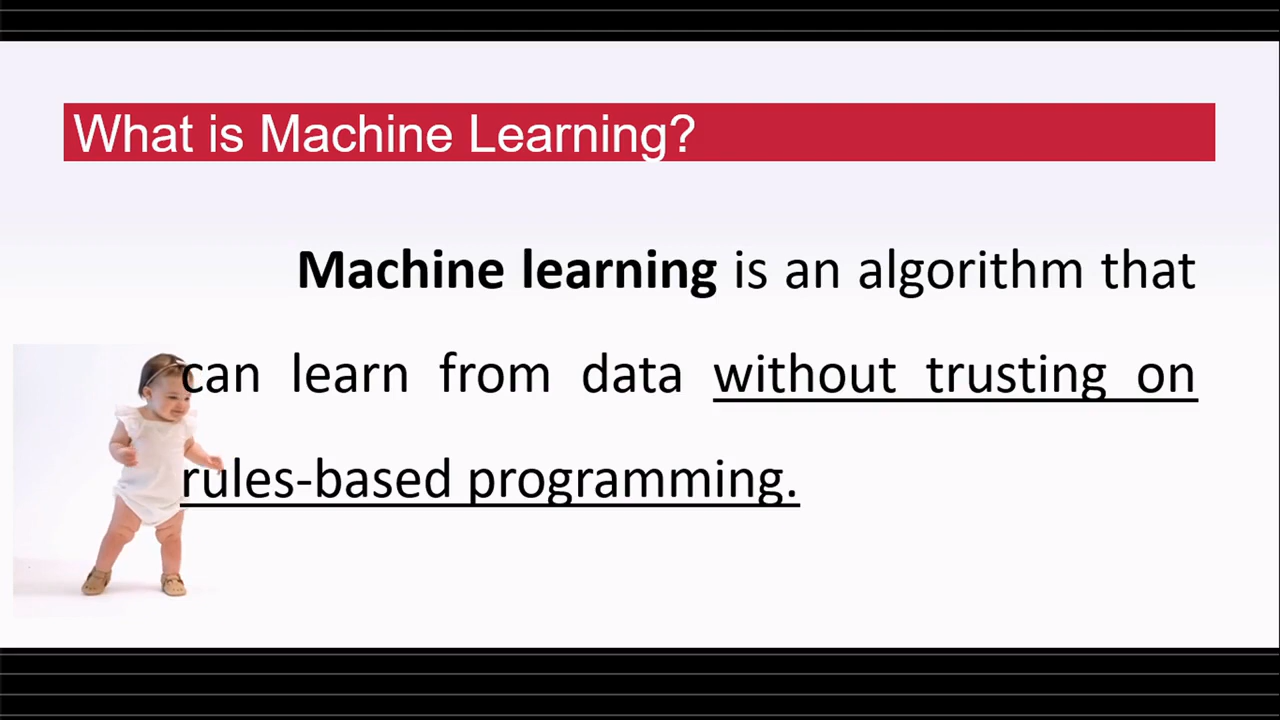 What is Machine Learning?
Machine learning is an algorithm that
can learn from data without trusting on
rules-based programming.